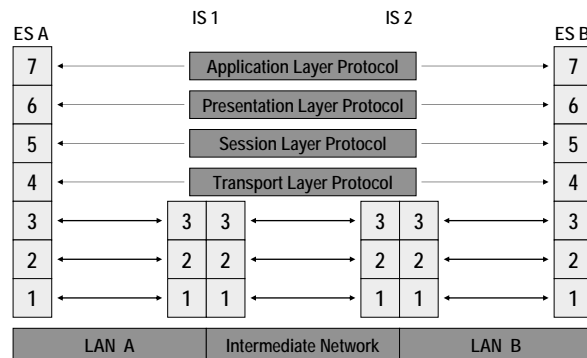 IS 1 IS 2
ES A ES B
7 Application Layer Protocol 7
6 Presentation Layer Protocol 6
5 Session Layer Protocol 5
4 Transport Layer Protocol 4
3 3 3 3 3 3
2 2 2 2 2 2
1 1 1 1 1 1
LAN A Intermediate Network LAN B